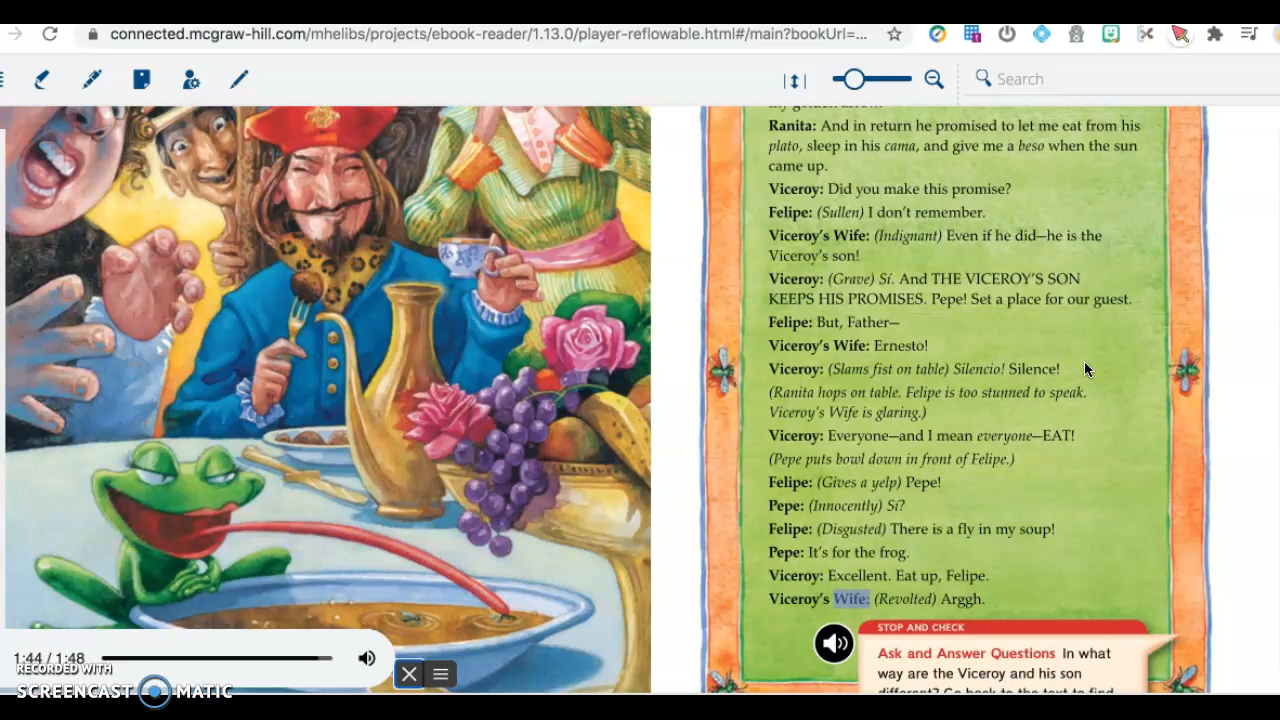 connected.mcgraw-hill.com/mhelibs/projects/ebook-reader/1.13.0/player-reflowable.html#/main?bookUrl=...
Search
Ranita: And in return he promised to let me eat from his
plato, sleep in his cama, and give me a beso when the sun
came up.
Viceroy: Did you make this promise?
Felipe: (Sullen) I don't remember.
Viceroy's Wife: (Indignant) Even if he did—he is the
Viceroy's son!
Viceroy: (Grave) Sí. And THE VICEROY'S SON
KEEPS HIS PROMISES. Pepe! Set a place for our guest.
Felipe: But, Father—
Viceroy's Wife: Ernesto!
Viceroy: (Slams fist on table) Silencio! Silence!
(Ranita hops on table. Felipe is too stunned to speak.
Viceroy's Wife is glaring.)
Viceroy: Everyone—and I mean everyone—EAT!
(Pepe puts bowl down in front of Felipe.)
Felipe: (Gives a yelp) Pepe!
Pepe: (Innocently) Sí?
Felipe: (Disgusted) There is a fly in my soup!
Pepe: It's for the frog.
Viceroy: Excellent. Eat up, Felipe.
Viceroy's Wife: (Revolted) Arggh.
STOP AND CHECK
Ask and Answer Questions In what
way are the Viceroy and his son
different? Go back to the text to find
1:44 / 1:48
RECORDED WITH
SCREENCAST MATIC